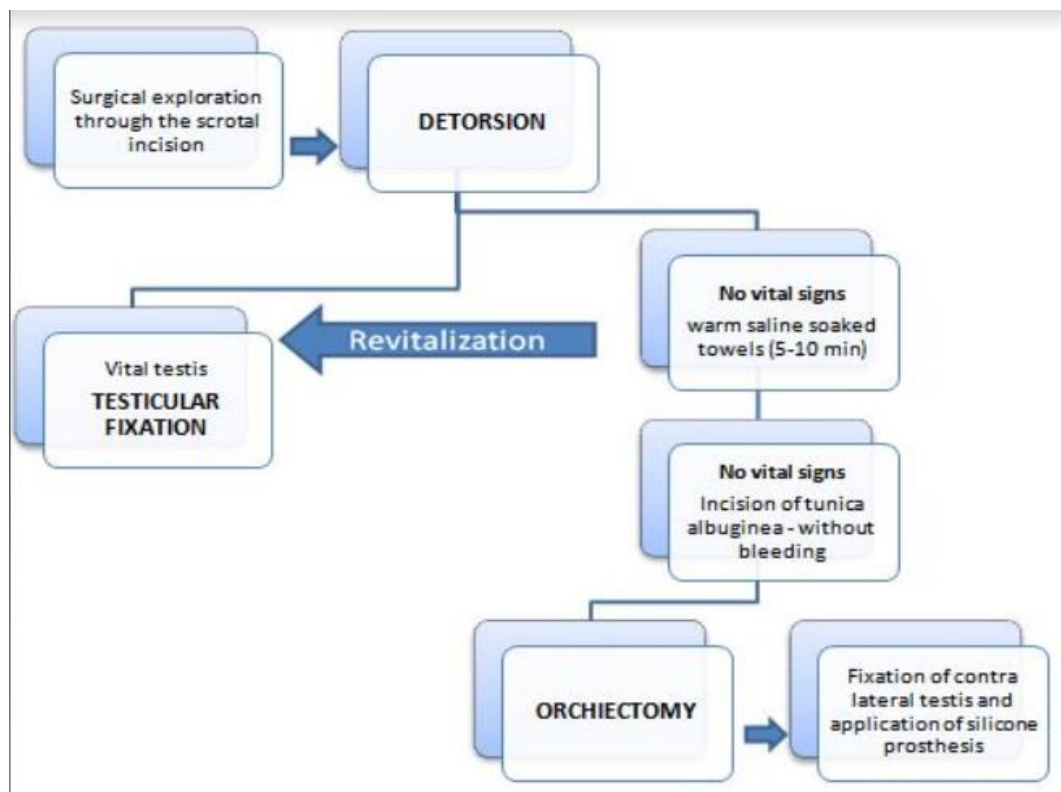 Surgical exploration
through the scrotal
incision
DETORSION
No vital signs
warm saline soaked
towels (5-10 min)
Revitalization
Vital testis
TESTICULAR
FIXATION
No vital signs
Incision of tunica
albuginea - without
bleeding
ORCHIECTOMY
Fixation of contra
lateral testis and
application of silicone
prosthesis